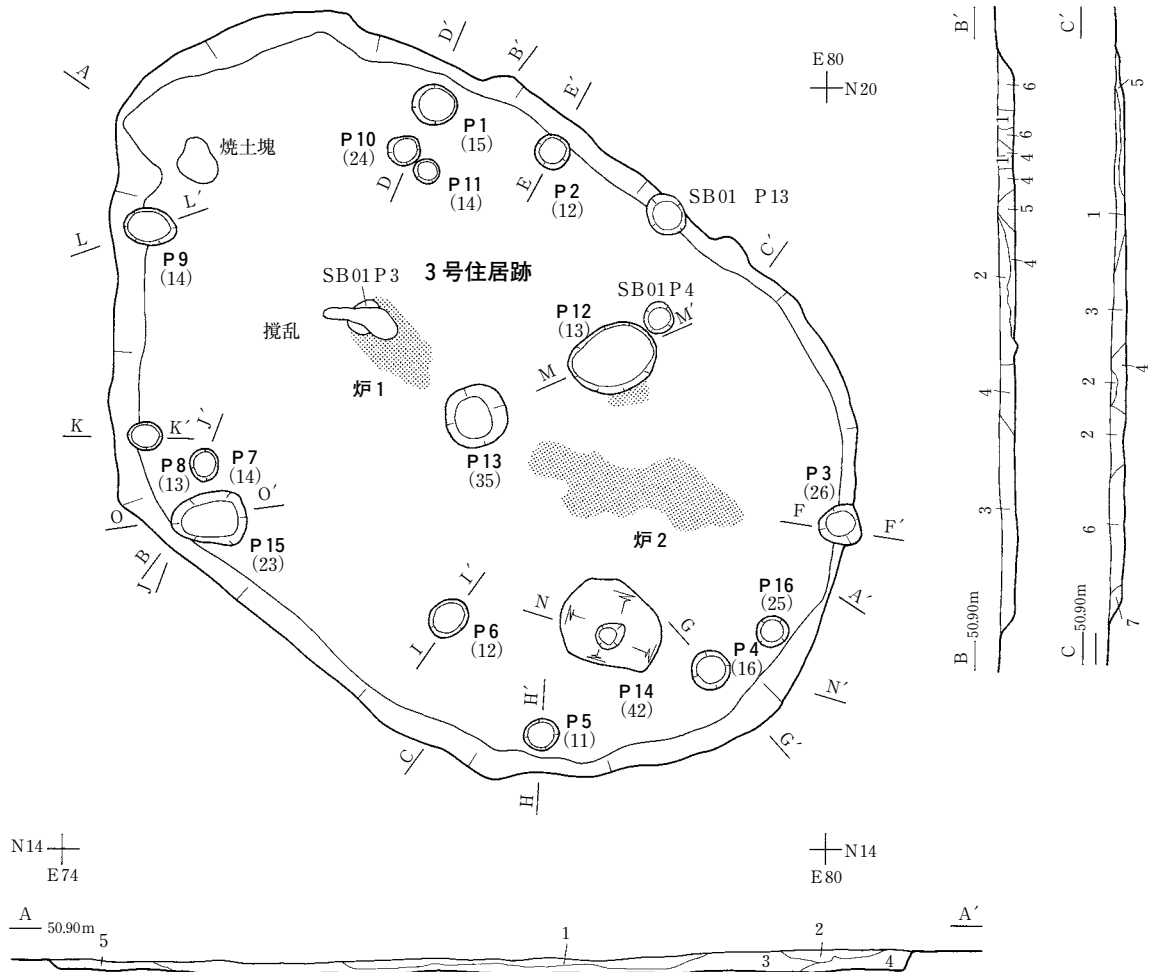 A
D´
B´
E´
E80
N20
P1
(15)
P10
(24)
P11
(14)
D
E
P2
(12)
焼土塊
L´
L
P9
(14)
SB01 P13
C´
3号住居跡
SB01P3
SB01P4
P12
(13)
M´
M
撹乱
炉1
P13
(35)
K
K´
J´
P8
(13)
P7
(14)
O´
O
P15
(23)
B
J
炉2
P3
(26)
F
F´
I´
I
P6
(12)
N
G
P16
(25)
A´
P4
(16)
N´
G´
P14
(42)
H´
P5
(11)
C
H
N14
E74
N14
E80
B´
6
1
6
4
1
4
5
4
2
4
3
50.90m
B
C´
5
1
3
4
2
2
6
7
50.90m
C
A
50.90m
A´
5
1
2
3
4